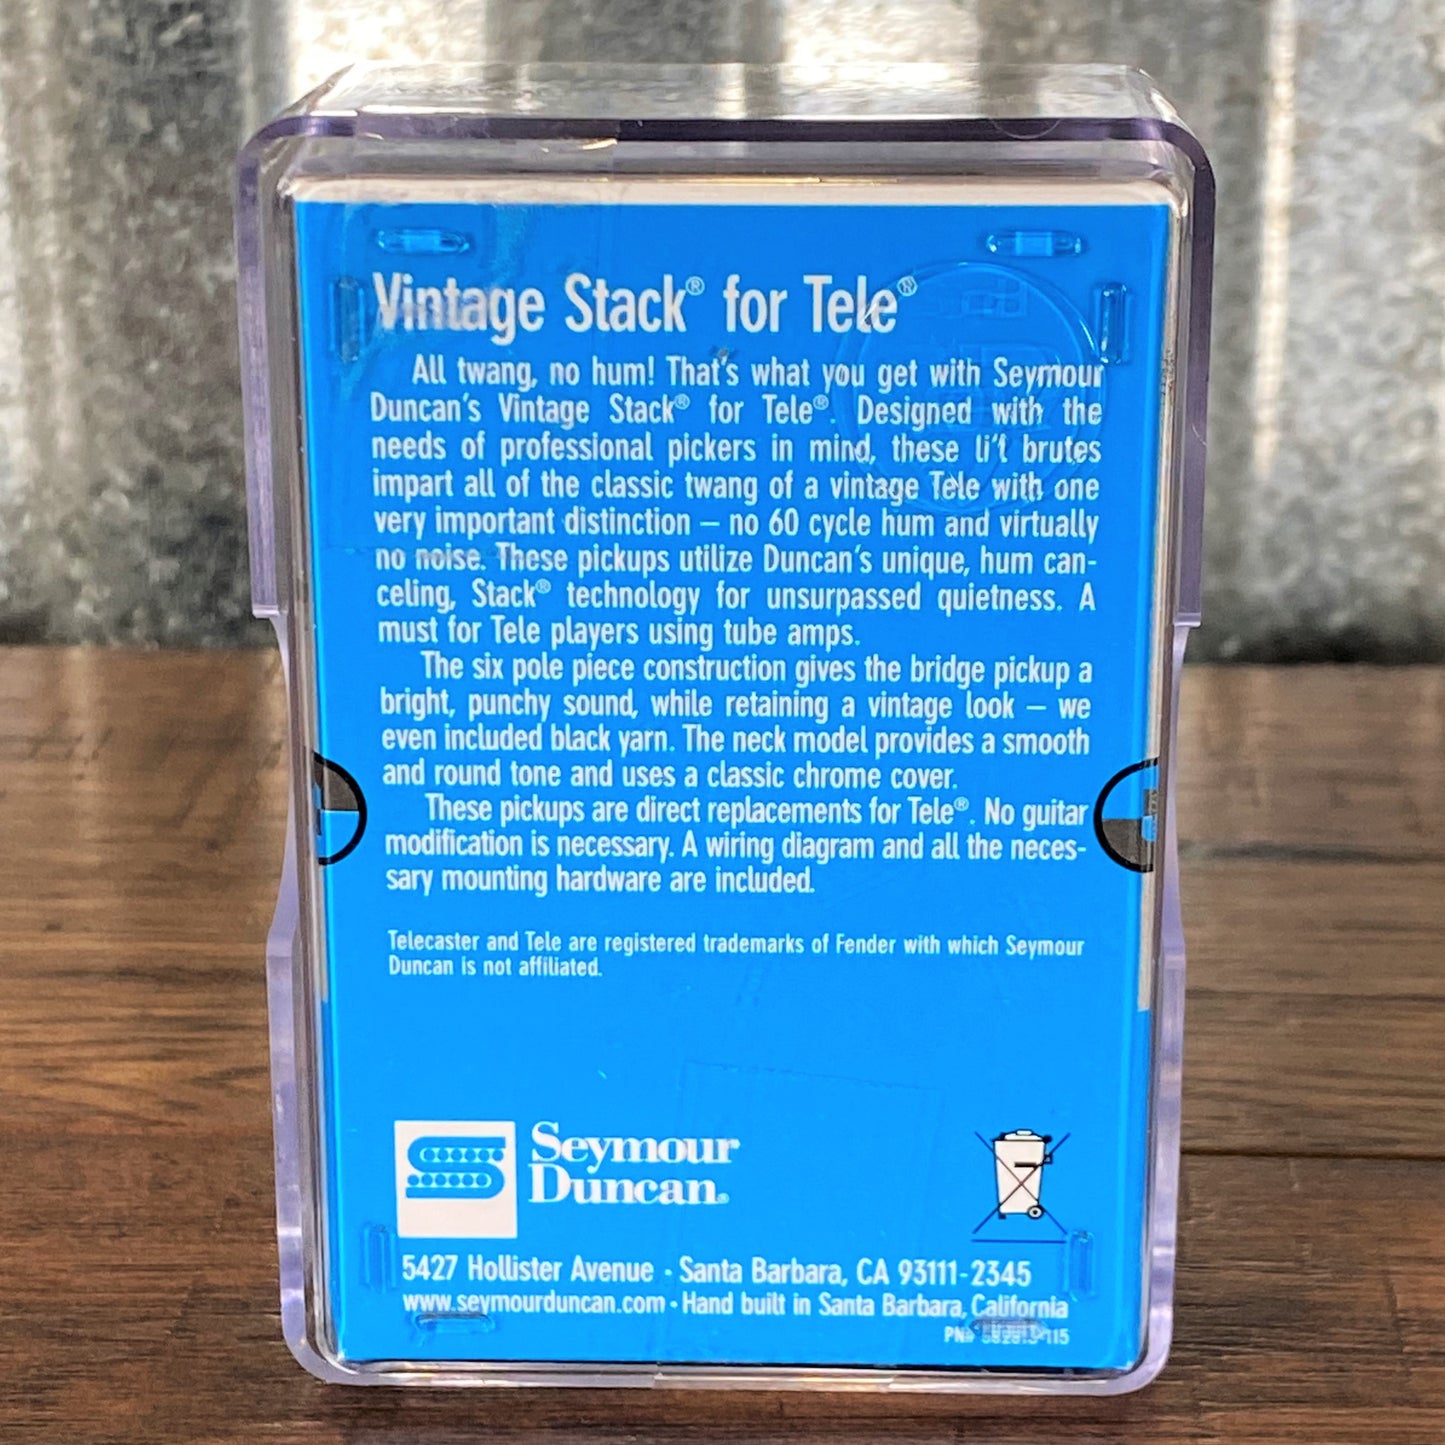 Vintage Stack® for Tele®
All twang, no hum! That's what you get with Seymour
Duncan's Vintage Stack® for Tele®. Designed with the
needs of professional pickers in mind, these li'l brutes
impart all of the classic twang of a vintage Tele with one
very important distinction – no 60 cycle hum and virtually
no noise. These pickups utilize Duncan's unique, hum can-
celing, Stack® technology for unsurpassed quietness. A
must for Tele players using tube amps.
The six pole piece construction gives the bridge pickup a
bright, punchy sound, while retaining a vintage look – we
even included black yarn. The neck model provides a smooth
and round tone and uses a classic chrome cover.
These pickups are direct replacements for Tele®. No guitar
modification is necessary. A wiring diagram and all the neces-
sary mounting hardware are included.
Telecaster and Tele are registered trademarks of Fender with which Seymour
Duncan is not affiliated.
Seymour
Duncan®
5427 Hollister Avenue • Santa Barbara, CA 93111-2345
www.seymourduncan.com • Hand built in Santa Barbara, California
PN#